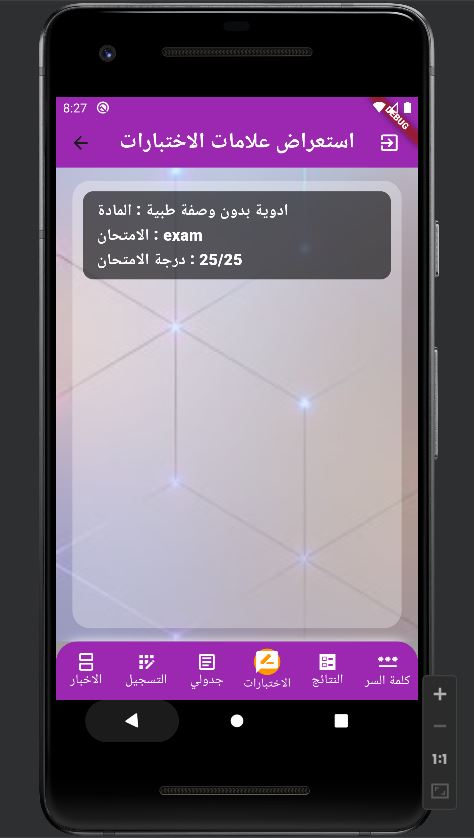 8:27
DEBUG
استعراض علامات الاختبارات
ادوية بدون وصفة طبية : المادة
exam : الامتحان
25/25 : درجة الامتحان
الاخبار
التسجيل
جدولي
الاختبارات
النتائج
كلمة السر
1:1